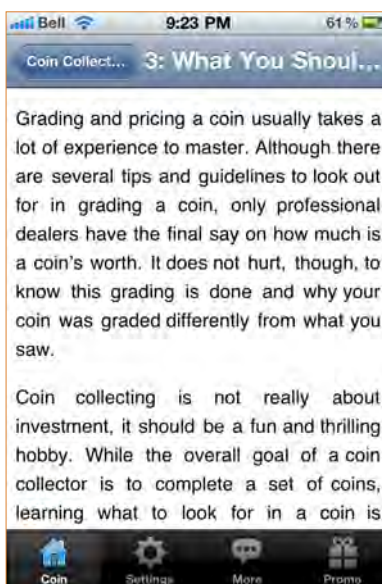 Bell 9:23 PM 61%
Coin Collect... 3: What You Shoul...
Grading and pricing a coin usually takes a
lot of experience to master. Although there
are several tips and guidelines to look out
for in grading a coin, only professional
dealers have the final say on how much is
a coin's worth. It does not hurt, though, to
know this grading is done and why your
coin was graded differently from what you
saw.
Coin collecting is not really about
investment, it should be a fun and thrilling
hobby. While the overall goal of a coin
collector is to complete a set of coins,
learning what to look for in a coin is
Coin Settings More Promo